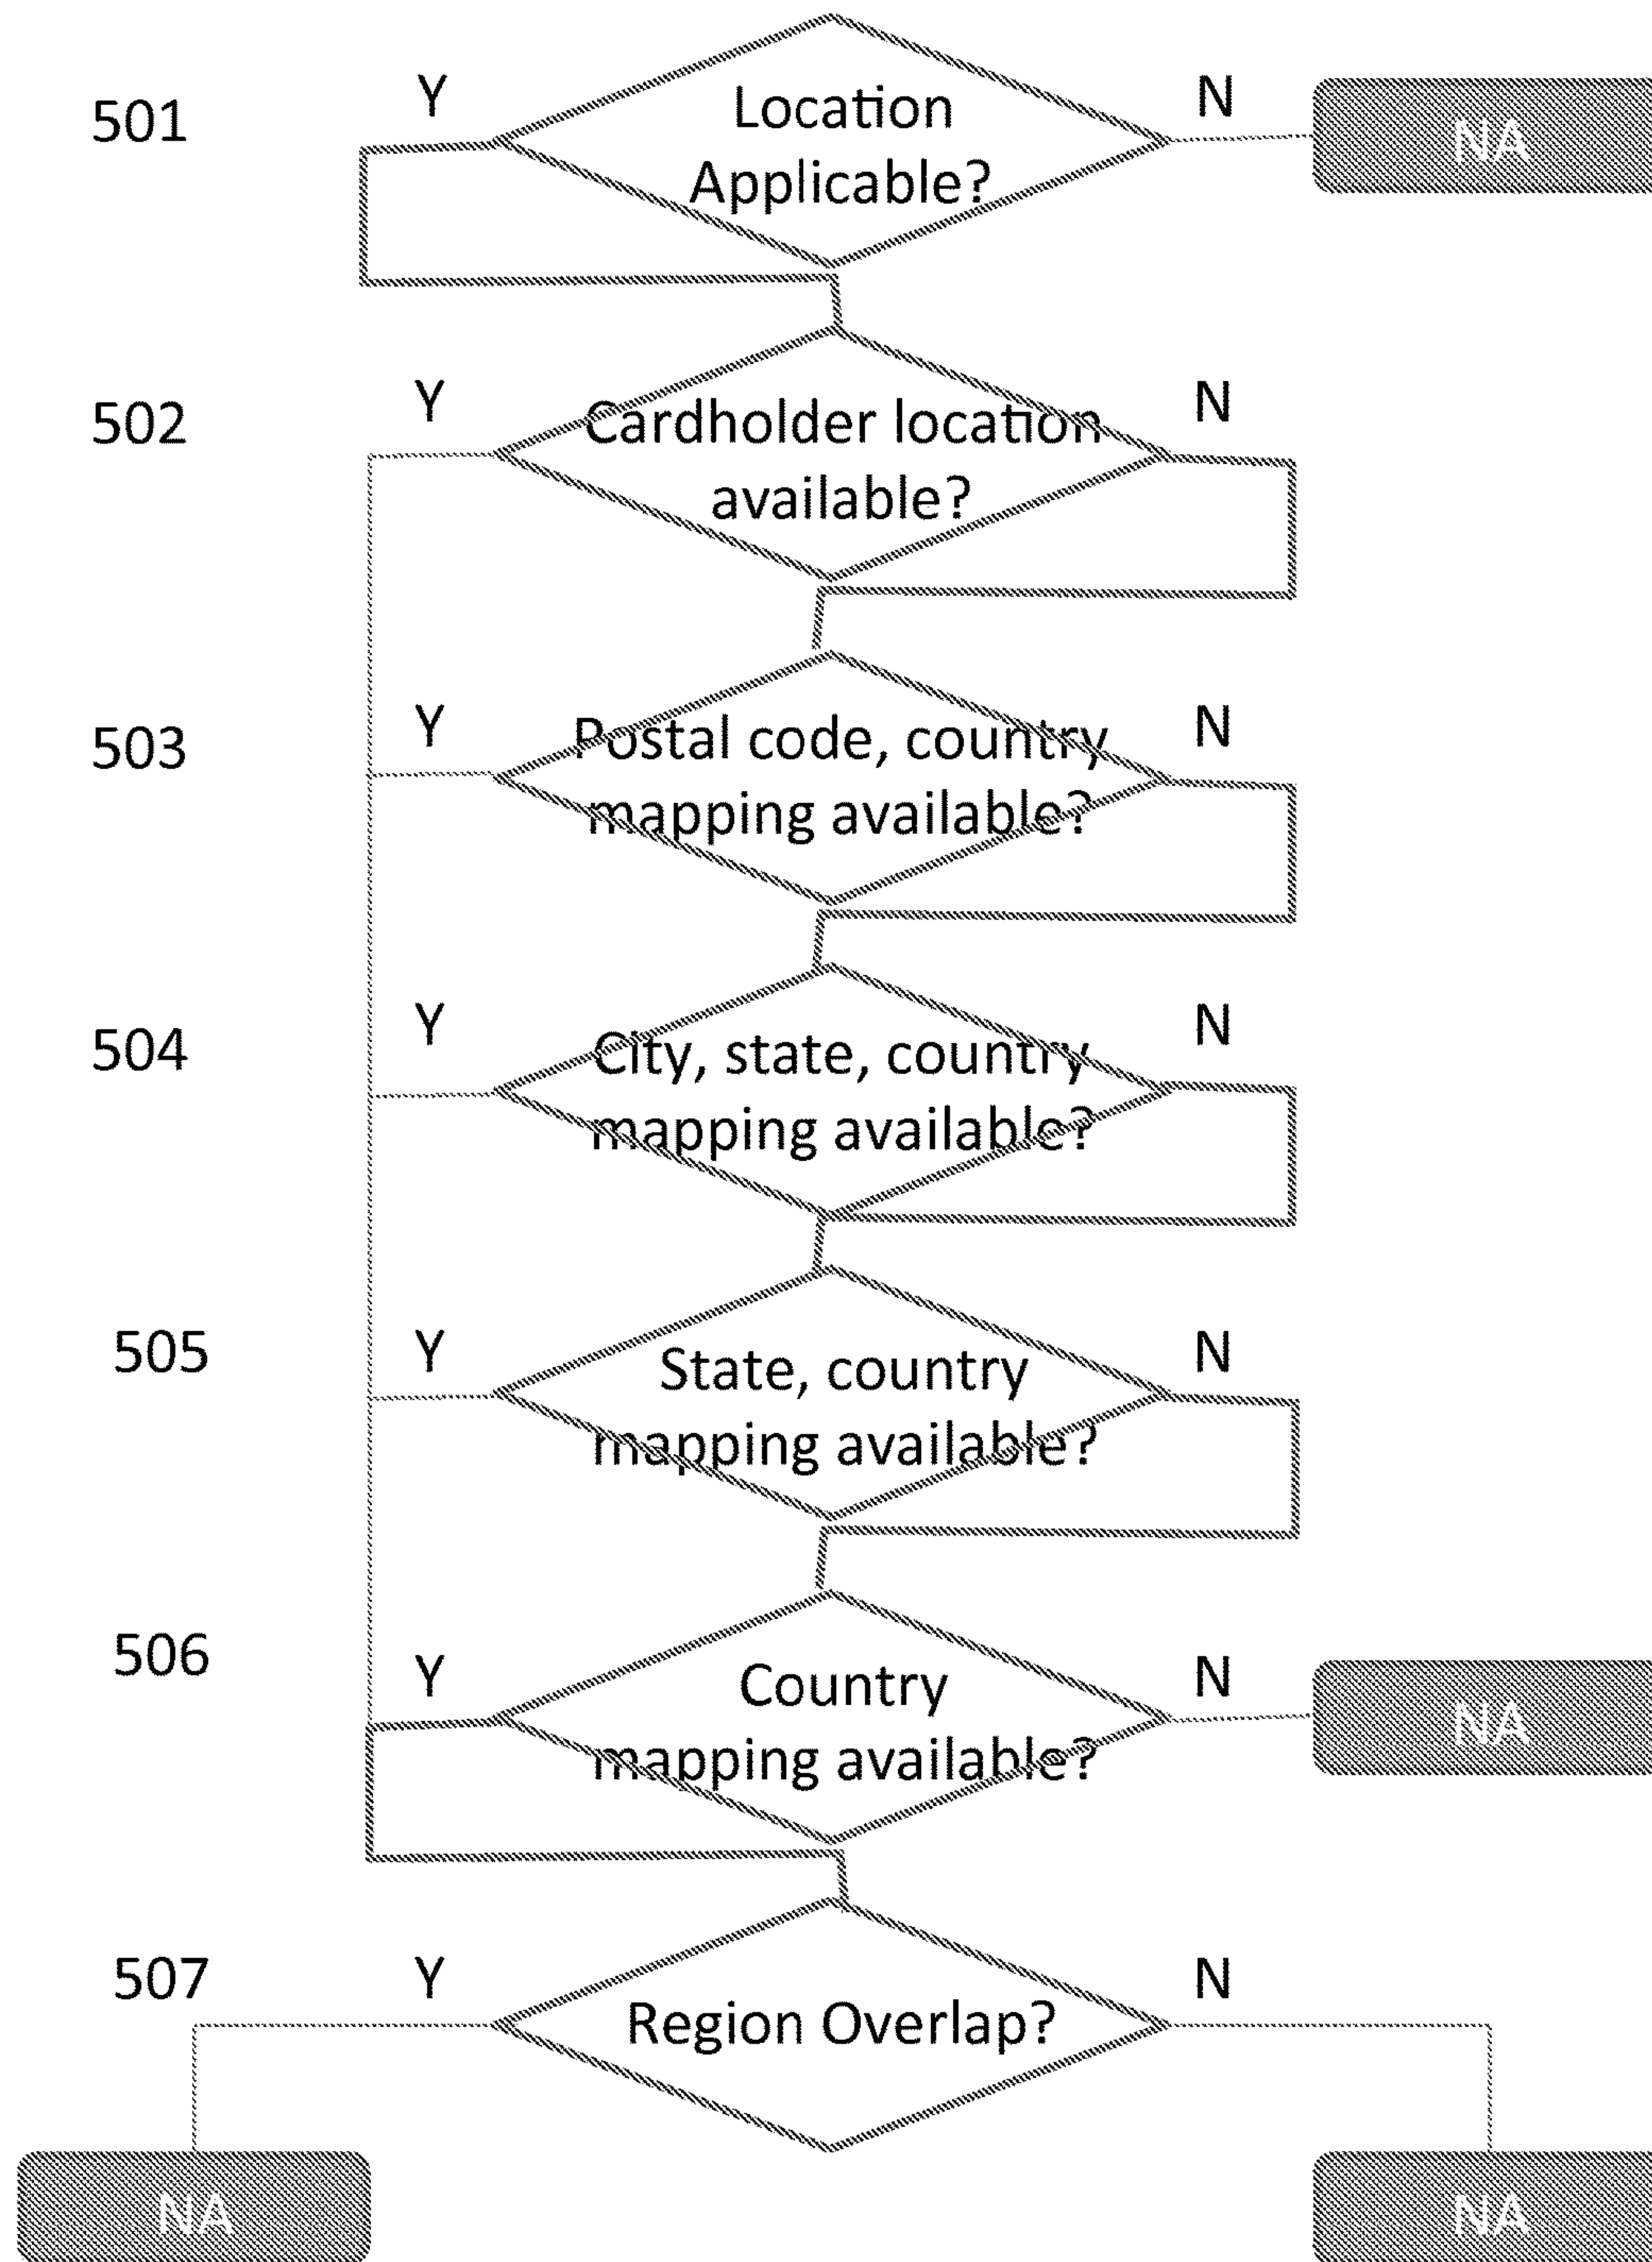 501
Y
Location
Applicable?
N
NA
502
Y
Cardholder location
available?
N
503
Y
Postal code, country
mapping available?
N
504
Y
City, state, country
mapping available?
N
505
Y
State, country
mapping available?
N
506
Y
Country
mapping available?
N
NA
507
Y
Region Overlap?
N
NA
NA